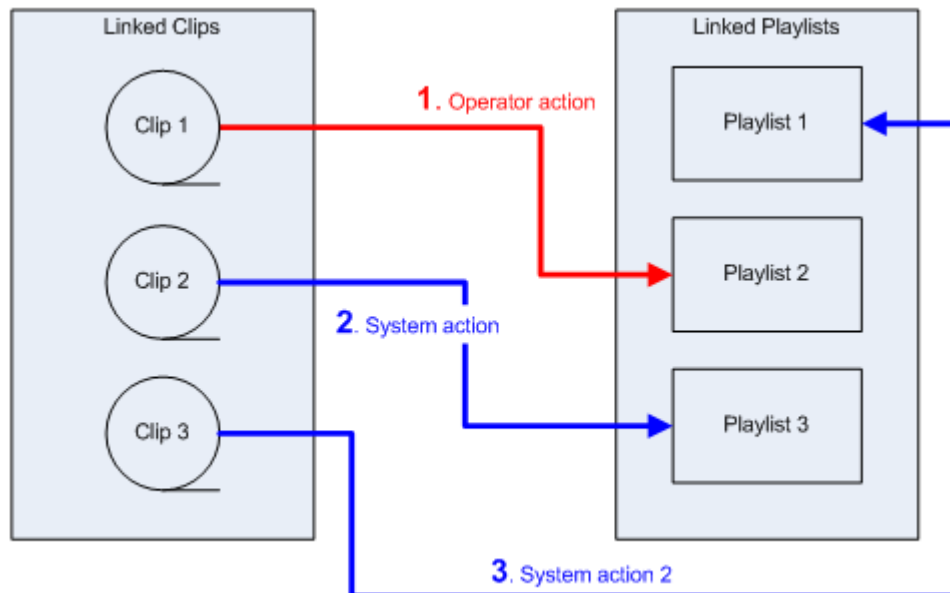 Linked Clips
Linked Playlists
Clip 1
1. Operator action
Playlist 1
Clip 2
Playlist 2
2. System action
Clip 3
Playlist 3
3. System action 2